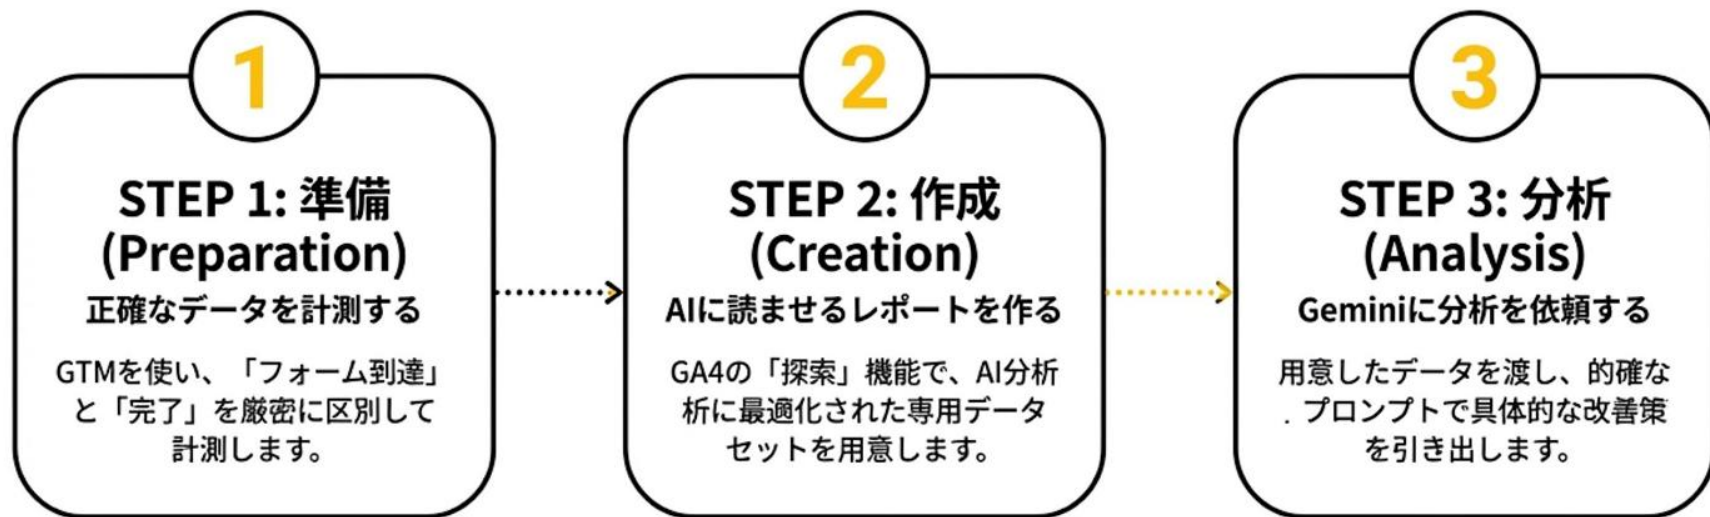 1
STEP 1: 準備
(Preparation)
正確なデータを計測する
GTMを使い、「フォーム到達」
と「完了」を厳密に区別して
計測します。
2
STEP 2: 作成
(Creation)
AIに読ませるレポートを作る
GA4の「探索」機能で、AI分析
析に最適化された専用データ
セットを用意します。
3
STEP 3: 分析
(Analysis)
Geminiに分析を依頼する
用意したデータを渡し、的確な
. プロンプトで具体的な改善策
を引き出します。